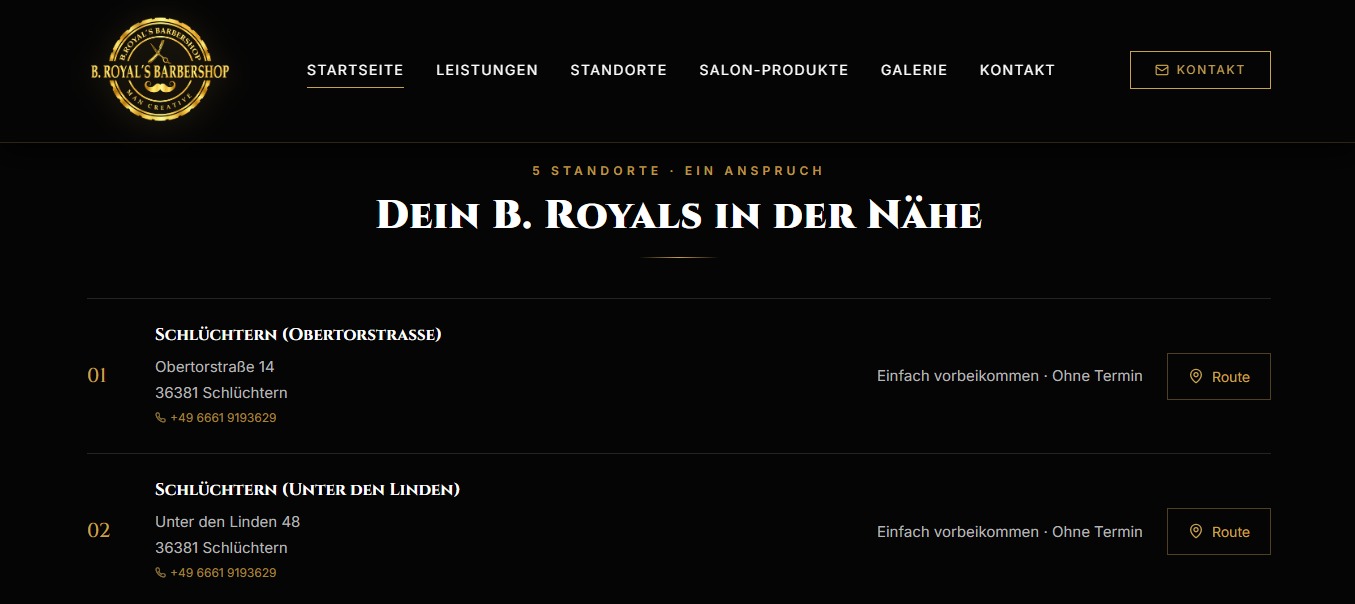 B.ROYAL'S BARBERSHOP
B. ROYAL'S BARBERSHOP
MAN CREATIVE
STARTSEITE LEISTUNGEN STANDORTE SALON-PRODUKTE GALERIE KONTAKT
KONTAKT
5 STANDORTE · EIN ANSPRUCH
DEIN B. ROYALS IN DER NÄHE
01
SCHLÜCHTERN (OBERTORSTRASSE)
Obertorstraße 14
36381 Schlüchtern
+49 6661 9193629
Einfach vorbeikommen · Ohne Termin
Route
02
SCHLÜCHTERN (UNTER DEN LINDEN)
Unter den Linden 48
36381 Schlüchtern
+49 6661 9193629
Einfach vorbeikommen · Ohne Termin
Route